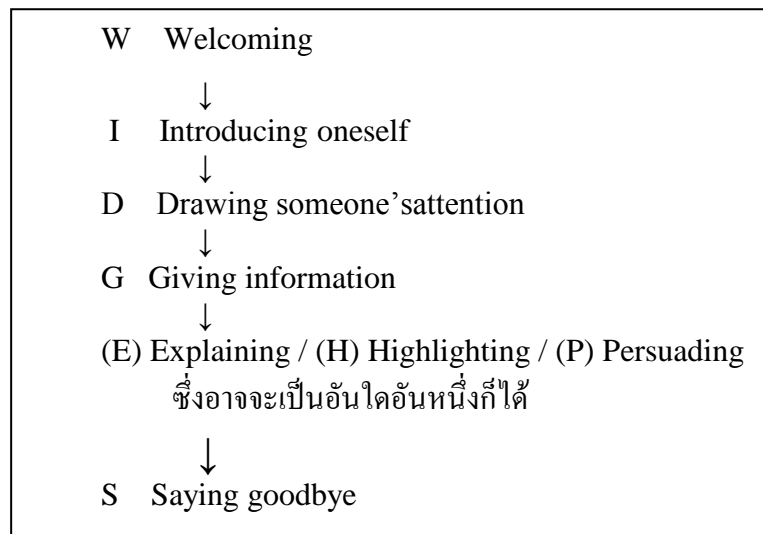 W Welcoming
↓
I Introducing oneself
↓
D Drawing someone'sattention
↓
G Giving information
↓
(E) Explaining / (H) Highlighting / (P) Persuading
ซึ่งอาจจะเป็นอันใดอันหนึ่งก็ได้
↓
S Saying goodbye